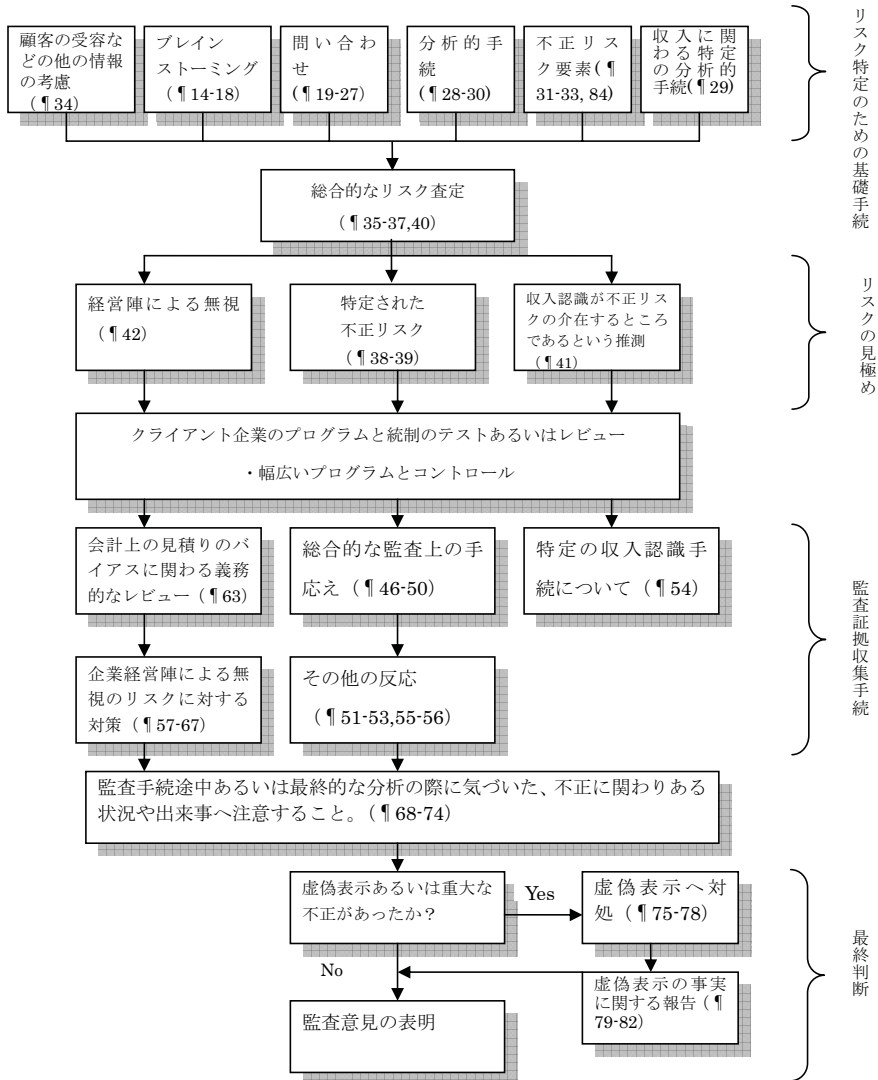 顧客の受容な
どの他の情報
の考慮
(¶34)
ブレイン
ストーミング
(¶14-18)
問い合わ
せ
(¶19-27)
分析的手
続
(¶28-30)
不正リス
ク要素(¶
31-33, 84)
収入に関
わる特定
の分析的
手続(¶29)
リスク特定のための基礎手続
総合的なリスク査定
(¶35-37,40)
経営陣による無視
(¶42)
特定された
不正リスク
(¶38-39)
収入認識が不正リス
クの介在するところ
であるという推測
(¶41)
リスクの見極め
クライアント企業のプログラムと統制のテストあるいはレビュー
・幅広いプログラムとコントロール
会計上の見積りのバ
イアスに関わる義務
的なレビュー(¶63)
総合的な監査上の手
応え(¶46-50)
特定の収入認識手
続について(¶54)
監査証拠収集手続
企業経営陣による無
視のリスクに対する
対策(¶57-67)
その他の反応
(¶51-53,55-56)
監査手続途中あるいは最終的な分析の際に気づいた、不正に関わりある
状況や出来事へ注意すること。(¶68-74)
虚偽表示あるいは重大な
不正があったか？
Yes
虚偽表示へ対
処(¶75-78)
最終判断
No
虚偽表示の事実
に関する報告(¶
79-82)
監査意見の表明